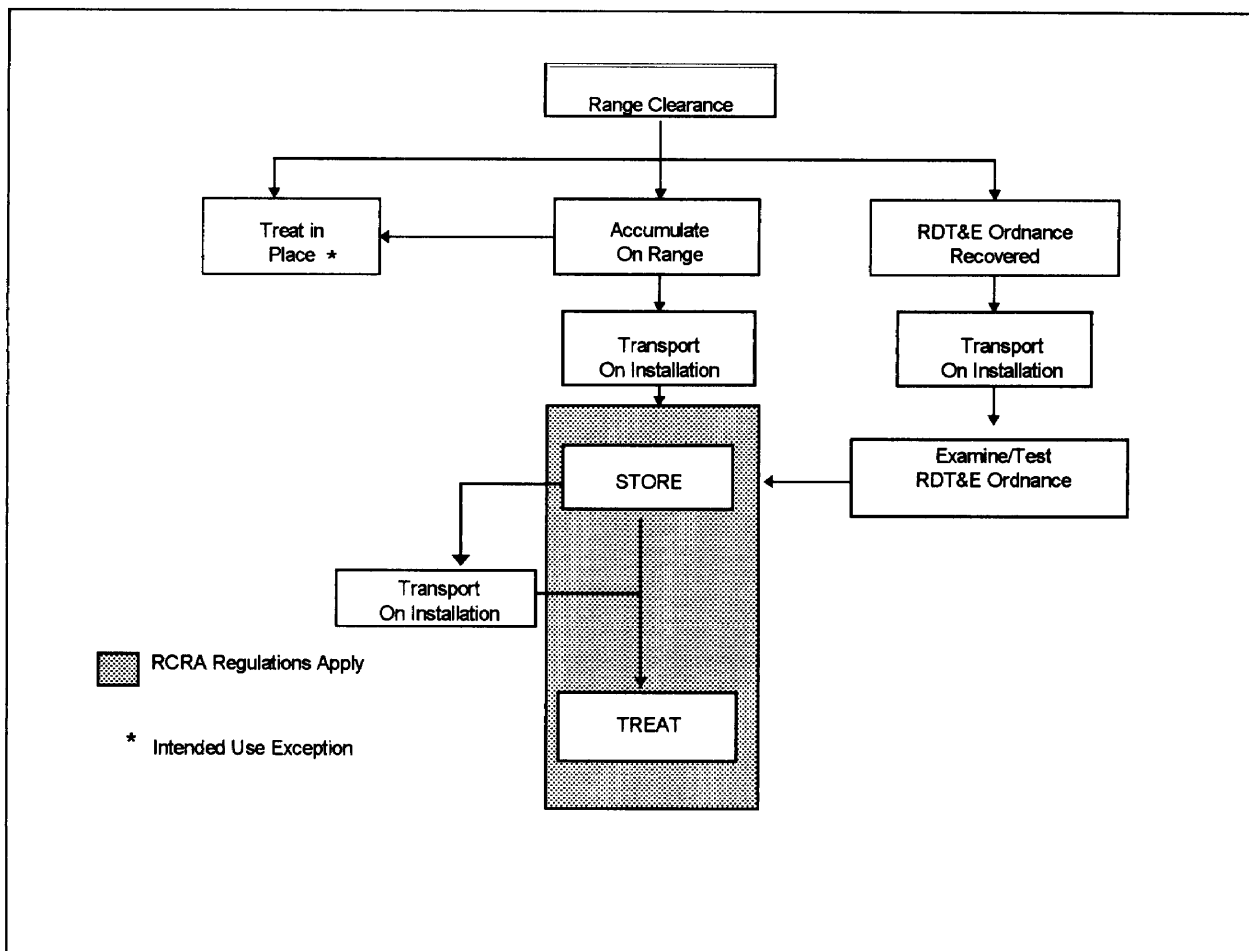 Range Clearance
Treat in
Place *
Accumulate
On Range
RDT&E Ordnance
Recovered
Transport
On Installation
Transport
On Installation
STORE
Examine/Test
RDT&E Ordnance
Transport
On Installation
RCRA Regulations Apply
TREAT
* Intended Use Exception